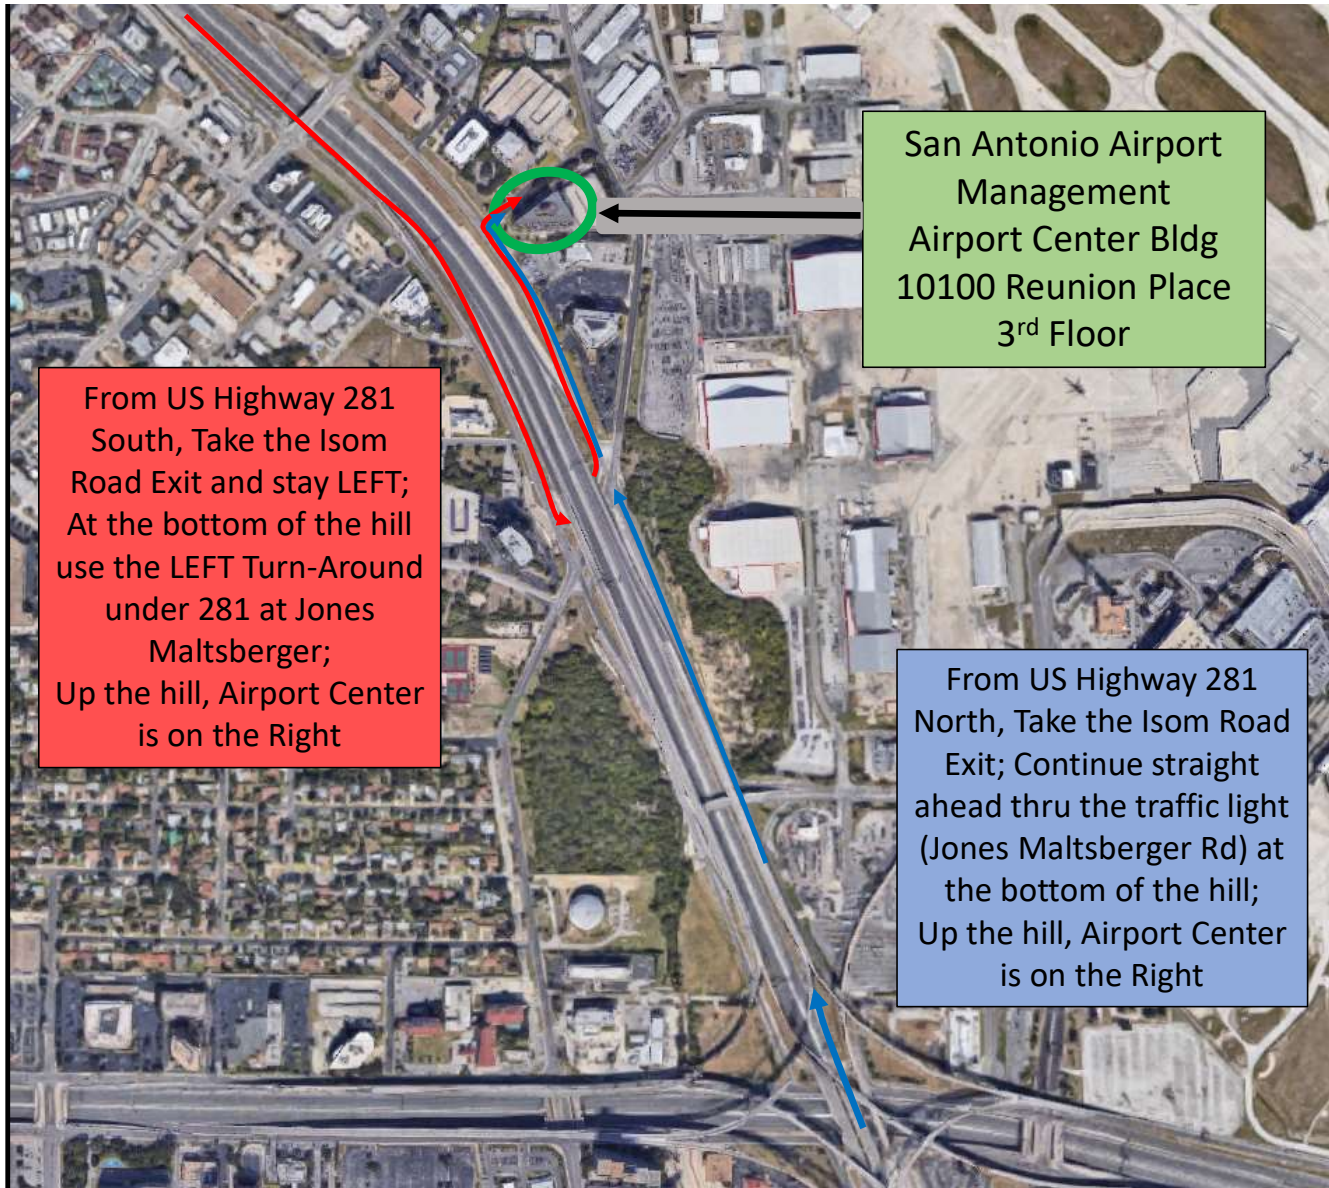 San Antonio Airport
Management
Airport Center Bldg
10100 Reunion Place
3rd Floor
From US Highway 281
South, Take the Isom
Road Exit and stay LEFT;
At the bottom of the hill
use the LEFT Turn-Around
under 281 at Jones
Maltsberger;
Up the hill, Airport Center
is on the Right
From US Highway 281
North, Take the Isom Road
Exit; Continue straight
ahead thru the traffic light
(Jones Maltsberger Rd) at
the bottom of the hill;
Up the hill, Airport Center
is on the Right